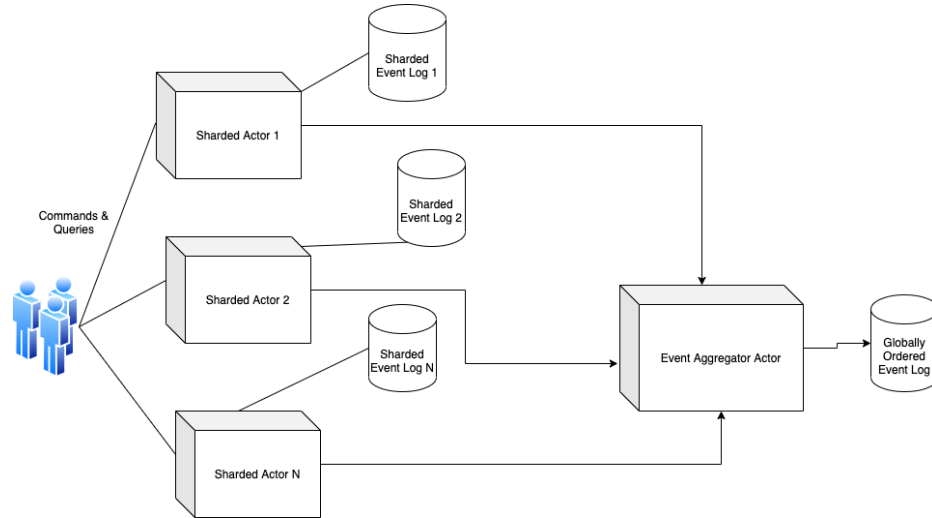 Sharded
Event Log 1
Sharded Actor 1
Sharded
Event Log 2
Commands &
Queries
Sharded Actor 2
Sharded
Event Log N
Event Aggregator Actor
Globally
Ordered
Event Log
Sharded Actor N